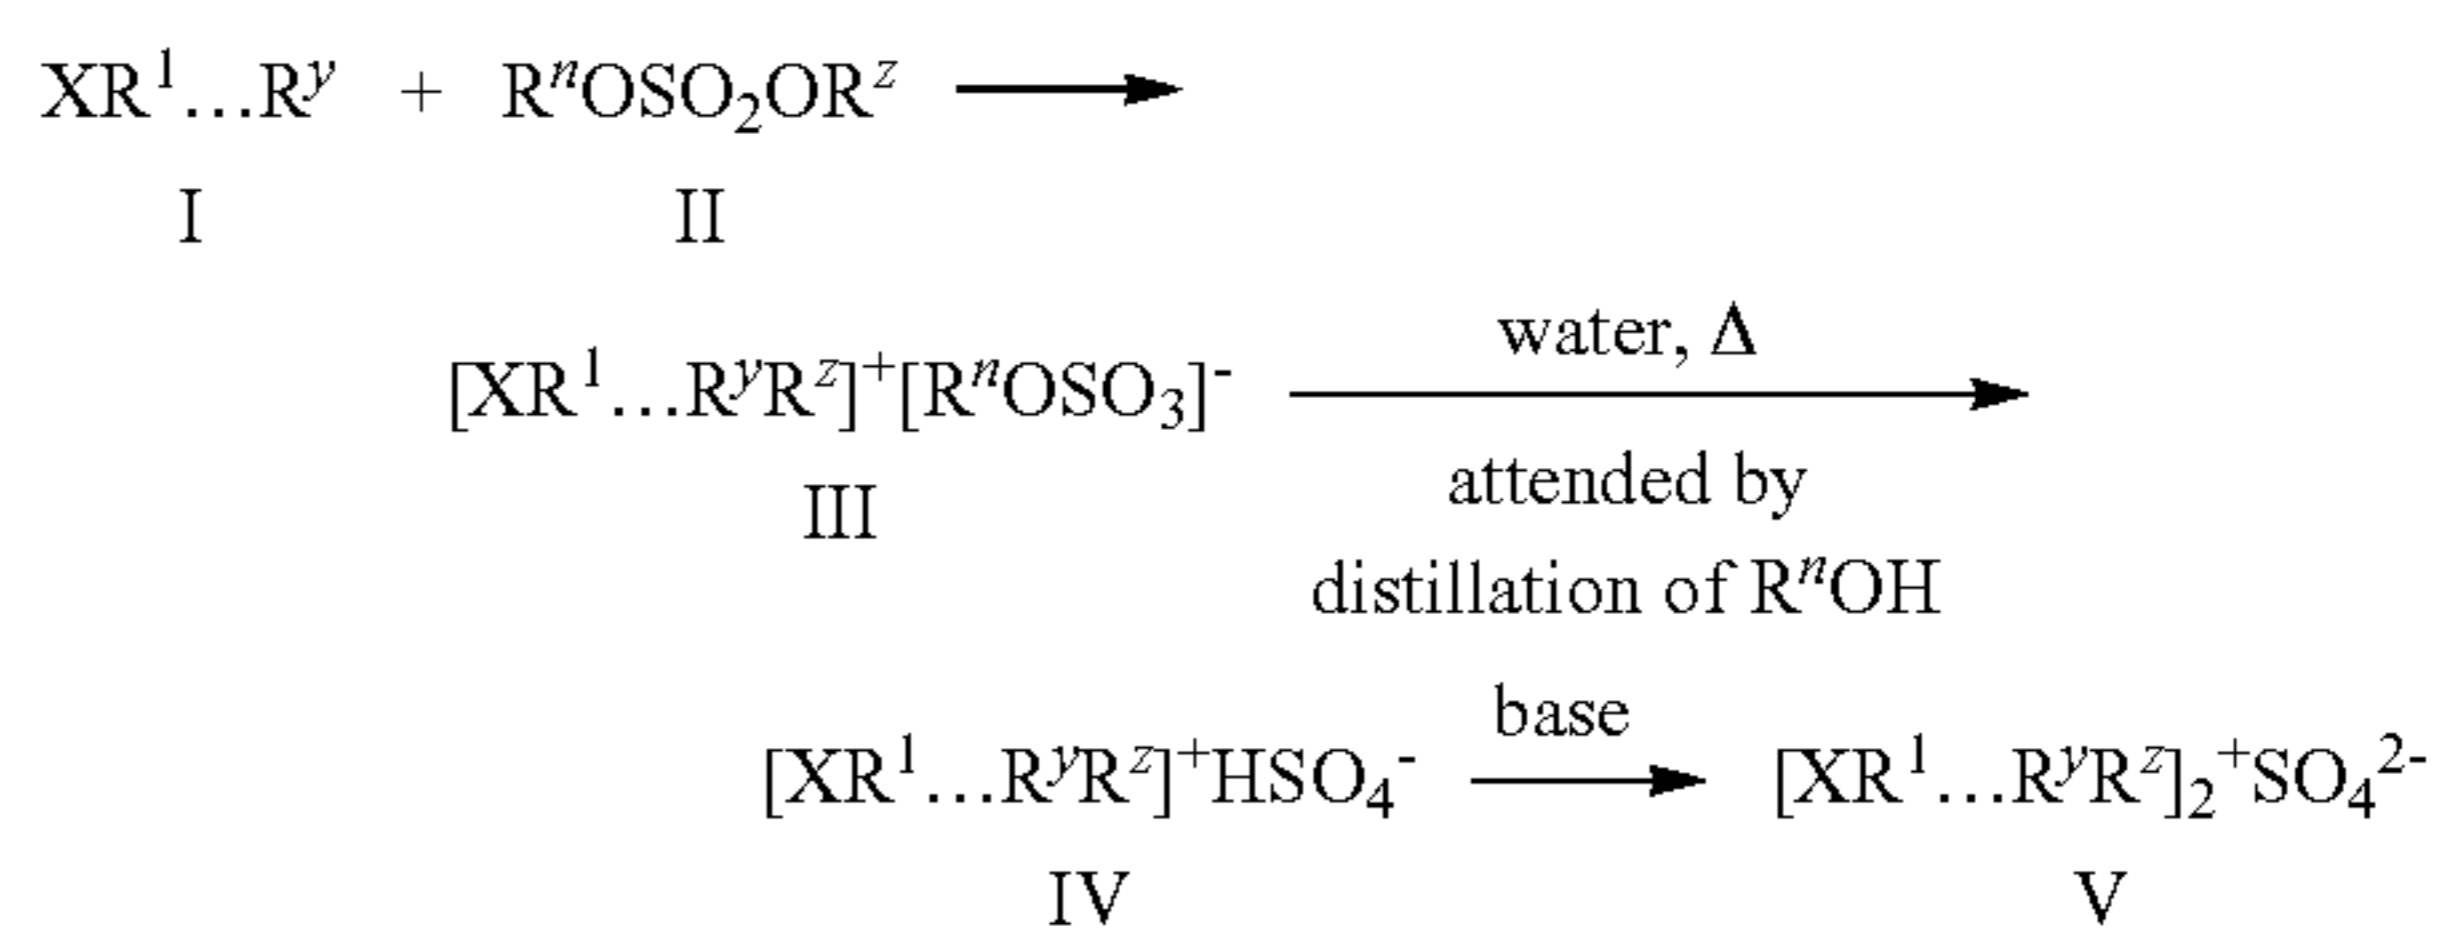 XR¹…Rʸ + RⁿOSO₂ORᶻ ⟶
I II
water, Δ
[XR¹…RʸRᶻ]⁺[RⁿOSO₃]⁻ ⟶
attended by
III
distillation of RⁿOH
base
[XR¹…RʸRᶻ]⁺HSO₄⁻ ⟶ [XR¹…RʸRᶻ]₂⁺SO₄²⁻
IV V